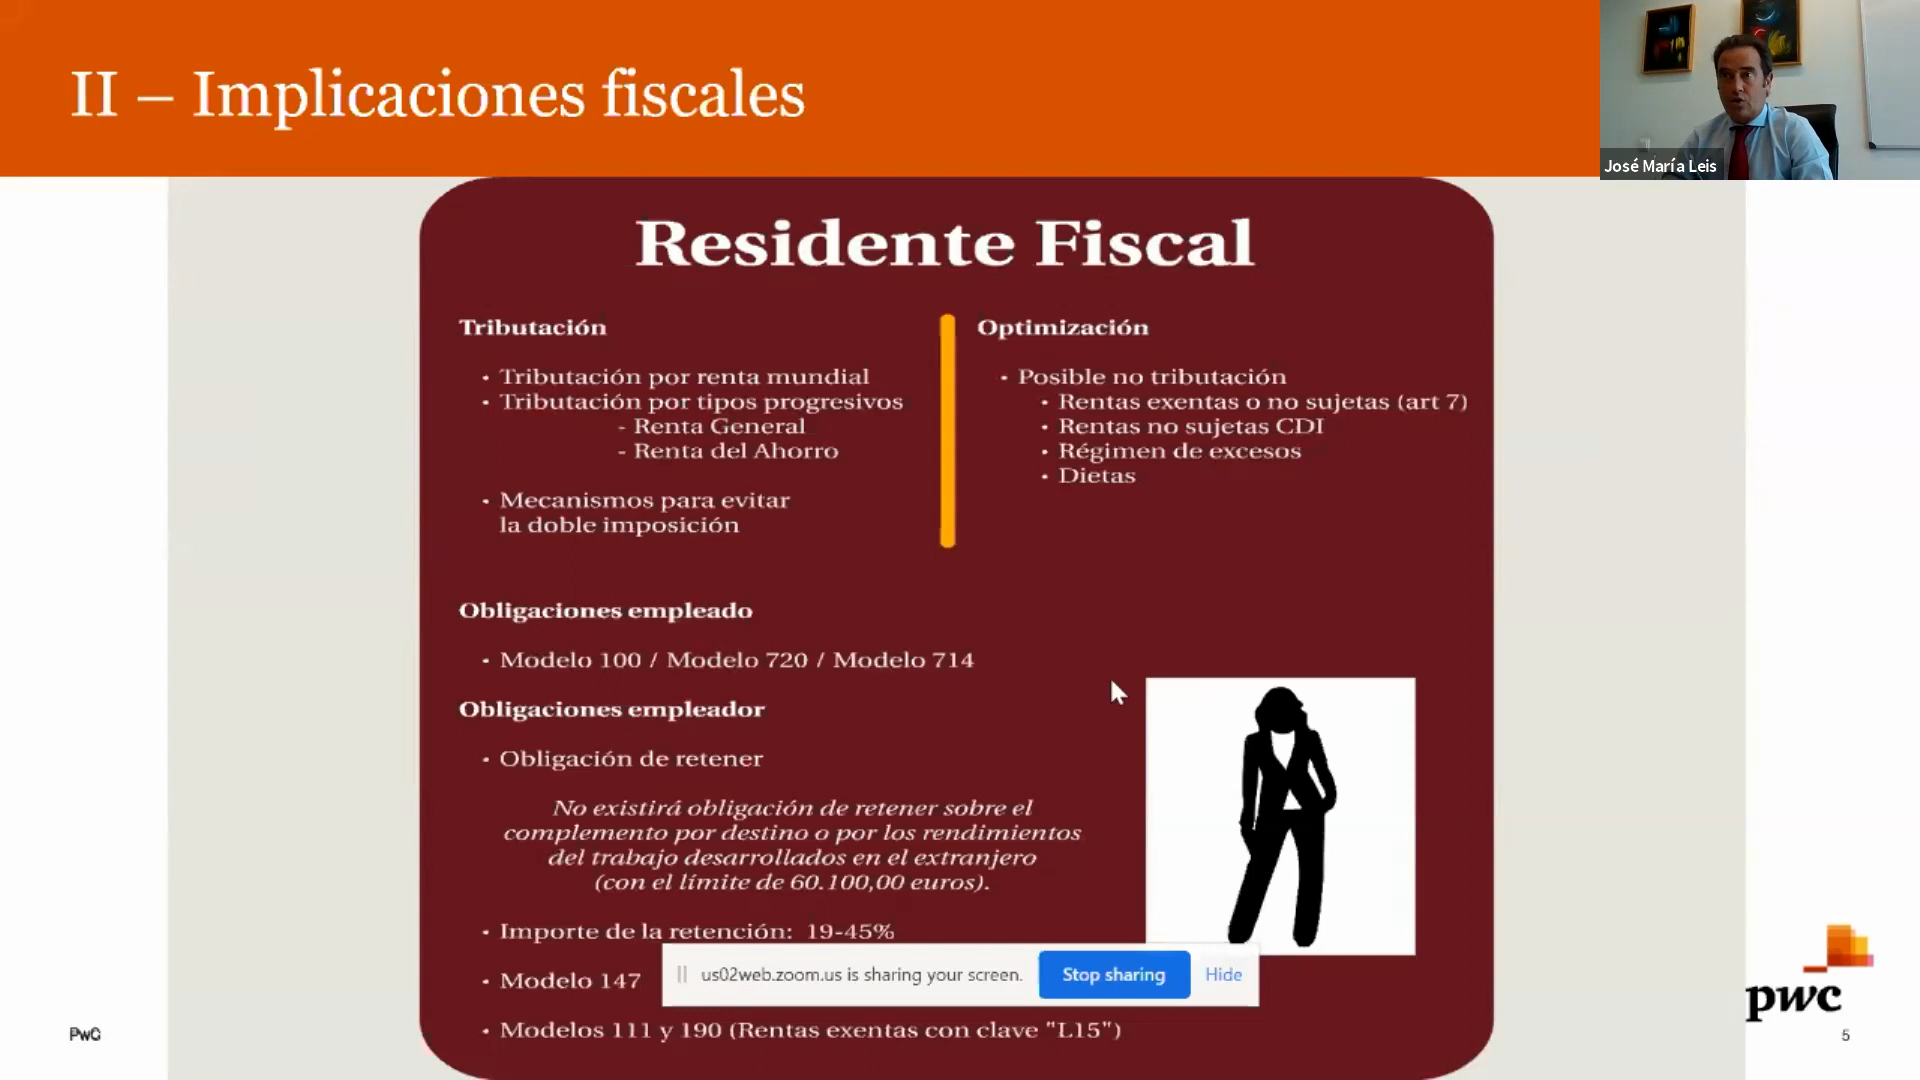 II – Implicaciones fiscales
José María Leis
Residente Fiscal
Tributación
• Tributación por renta mundial
• Tributación por tipos progresivos
- Renta General
- Renta del Ahorro
• Mecanismos para evitar
la doble imposición
Optimización
• Posible no tributación
• Rentas exentas o no sujetas (art 7)
• Rentas no sujetas CDI
• Régimen de excesos
• Dietas
Obligaciones empleado
• Modelo 100 / Modelo 720 / Modelo 714
Obligaciones empleador
• Obligación de retener
No existirá obligación de retener sobre el
complemento por destino o por los rendimientos
del trabajo desarrollados en el extranjero
(con el límite de 60.100,00 euros).
• Importe de la retención: 19-45%
• Modelo 147
us02web.zoom.us is sharing your screen. Stop sharing Hide
• Modelos 111 y 190 (Rentas exentas con clave "L15")
pwc
PwC
5